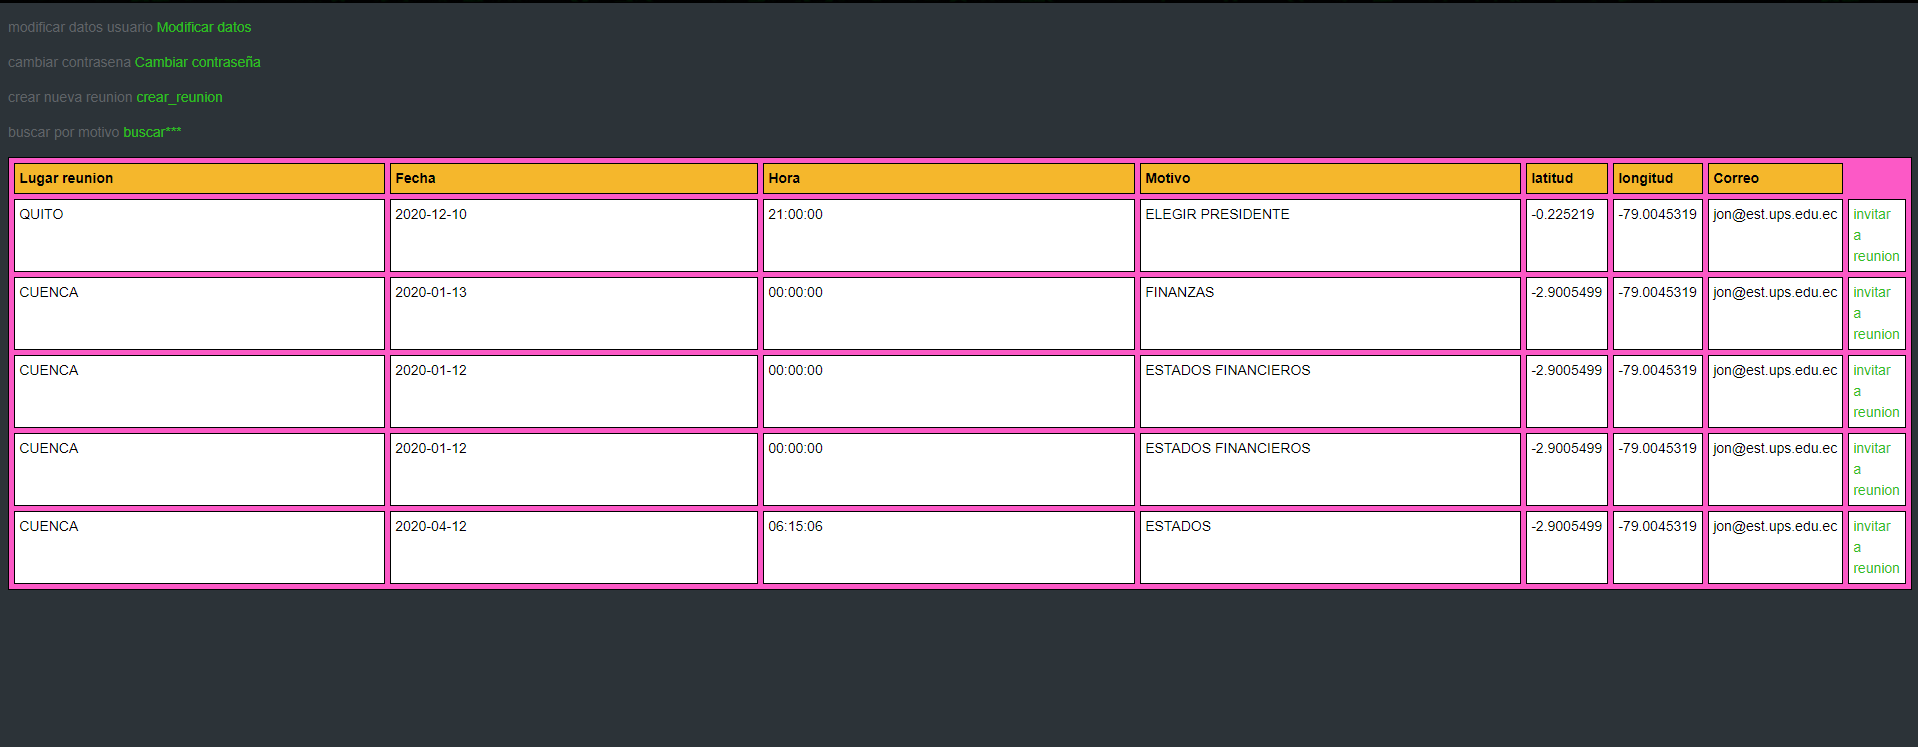 modificar datos usuario Modificar datos
cambiar contrasena Cambiar contraseña
crear nueva reunion crear_reunion
buscar por motivo buscar***
Lugar reunion Fecha Hora Motivo latitud longitud Correo
QUITO 2020-12-10 21:00:00 ELEGIR PRESIDENTE -0.225219 -79.0045319 jon@est.ups.edu.ec invitar
a
reunion
CUENCA 2020-01-13 00:00:00 FINANZAS -2.9005499 -79.0045319 jon@est.ups.edu.ec invitar
a
reunion
CUENCA 2020-01-12 00:00:00 ESTADOS FINANCIEROS -2.9005499 -79.0045319 jon@est.ups.edu.ec invitar
a
reunion
CUENCA 2020-01-12 00:00:00 ESTADOS FINANCIEROS -2.9005499 -79.0045319 jon@est.ups.edu.ec invitar
a
reunion
CUENCA 2020-04-12 06:15:06 ESTADOS -2.9005499 -79.0045319 jon@est.ups.edu.ec invitar
a
reunion